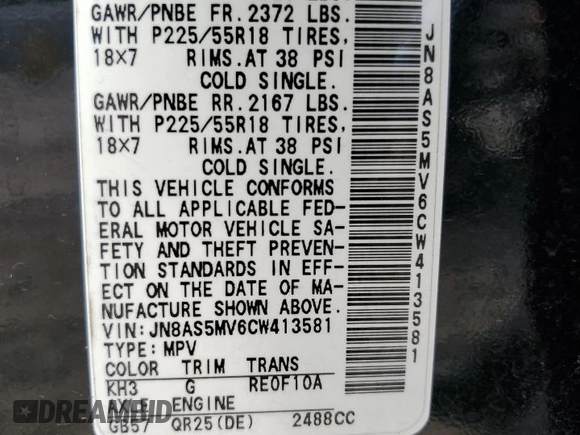 GAWR/PNBE FR. 2372 LBS.
WITH P225/55R18 TIRES,
18X7 RIMS.AT 38 PSI
COLD SINGLE.
GAWR/PNBE RR. 2167 LBS.
WITH P225/55R18 TIRES,
18X7 RIMS.AT 38 PSI
COLD SINGLE.
THIS VEHICLE CONFORMS
TO ALL APPLICABLE FED-
ERAL MOTOR VEHICLE SA-
FETY AND THEFT PREVEN-
TION STANDARDS IN EFF-
ECT ON THE DATE OF MA-
NUFACTURE SHOWN ABOVE.
VIN:JN8AS5MV6CW413581
TYPE:MPV
COLOR TRIM TRANS
KH3 G RE0F10A
AXLE ENGINE
GB57 QR25(DE) 2488CC
JN8AS5MV6CW413581
DREAMEBID